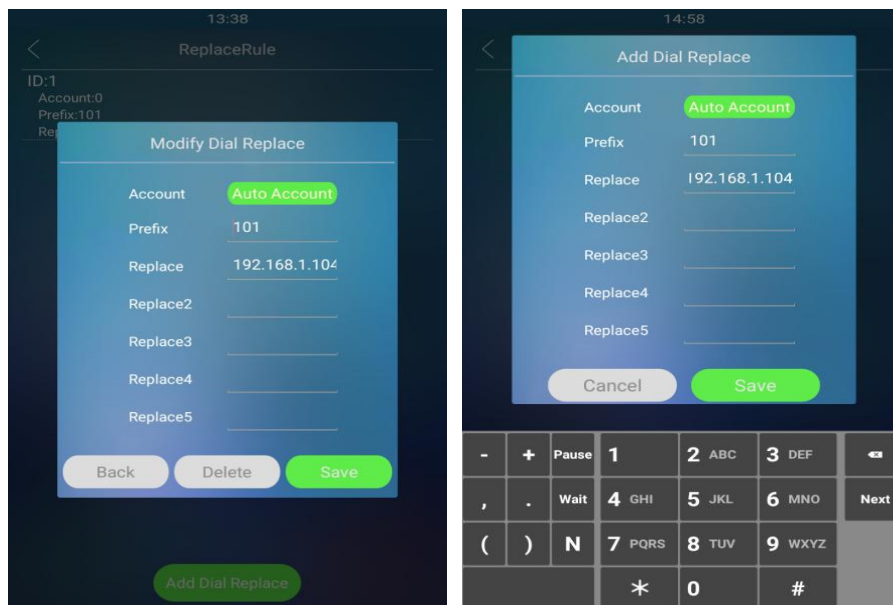 13:38
ReplaceRule
ID:1
Account:0
Prefix:101
Rep
Modify Dial Replace
Account Auto Account
Prefix 101
Replace 192.168.1.104
Replace2
Replace3
Replace4
Replace5
Back Delete Save
Add Dial Replace
14:58
Add Dial Replace
Account Auto Account
Prefix 101
Replace 192.168.1.104
Replace2
Replace3
Replace4
Replace5
Cancel Save
- + Pause 1 2 ABC 3 DEF
, . Wait 4 GHI 5 JKL 6 MNO Next
( ) N 7 PQRS 8 TUV 9 WXYZ
* 0 #